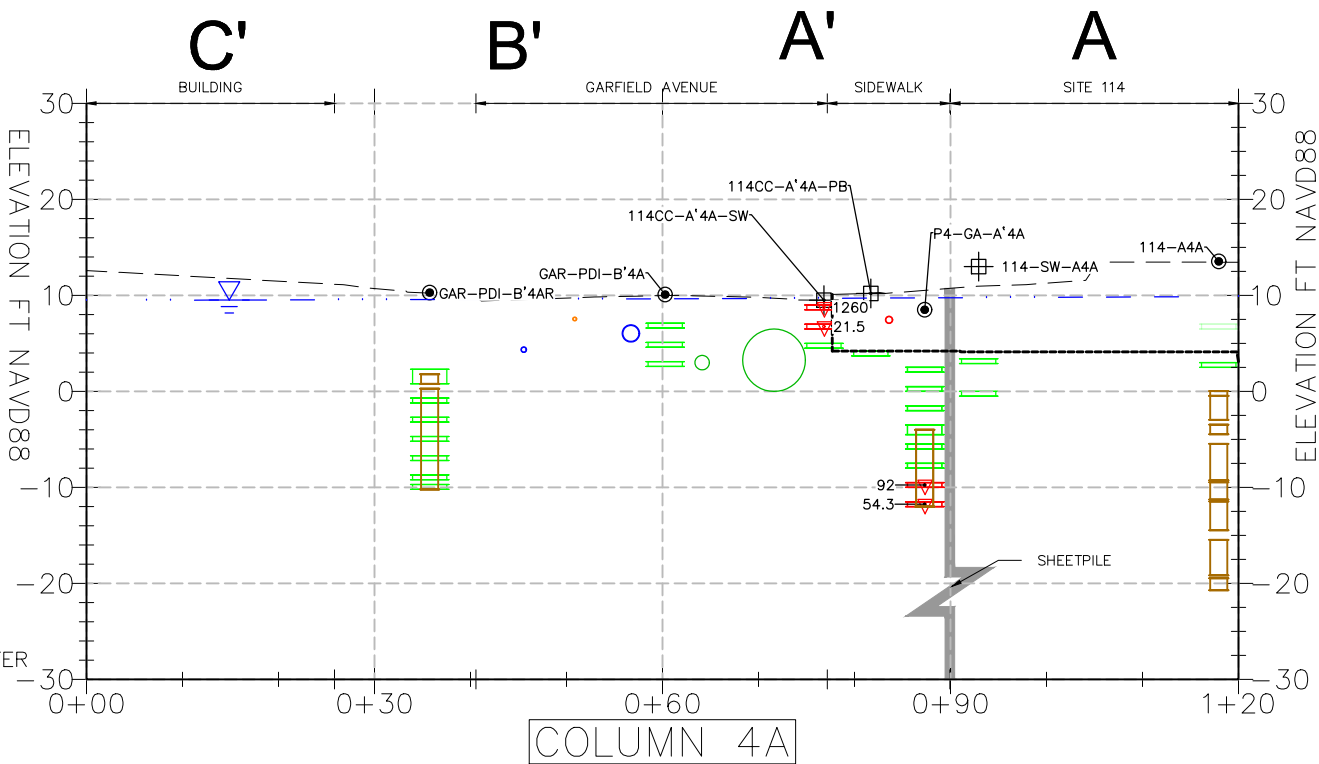 C' B' A' A
BUILDING GARFIELD AVENUE SIDEWALK SITE 114
30 30
ELEVATION FT NAVD88
ELEVATION FT NAVD88
20 20
114CC-A'4A-PB
114CC-A'4A-SW
P4-GA-A'4A
114-A4A
GAR-PDI-B'4A
114-SW-A4A
GAR-PDI-B'4AR
10 10
1260
21.5
0 0
-10 -10
92
54.3
SHEETPILE
-20 -20
TER
-30 -30
0+00 0+30 0+60 0+90 1+20
COLUMN 4A